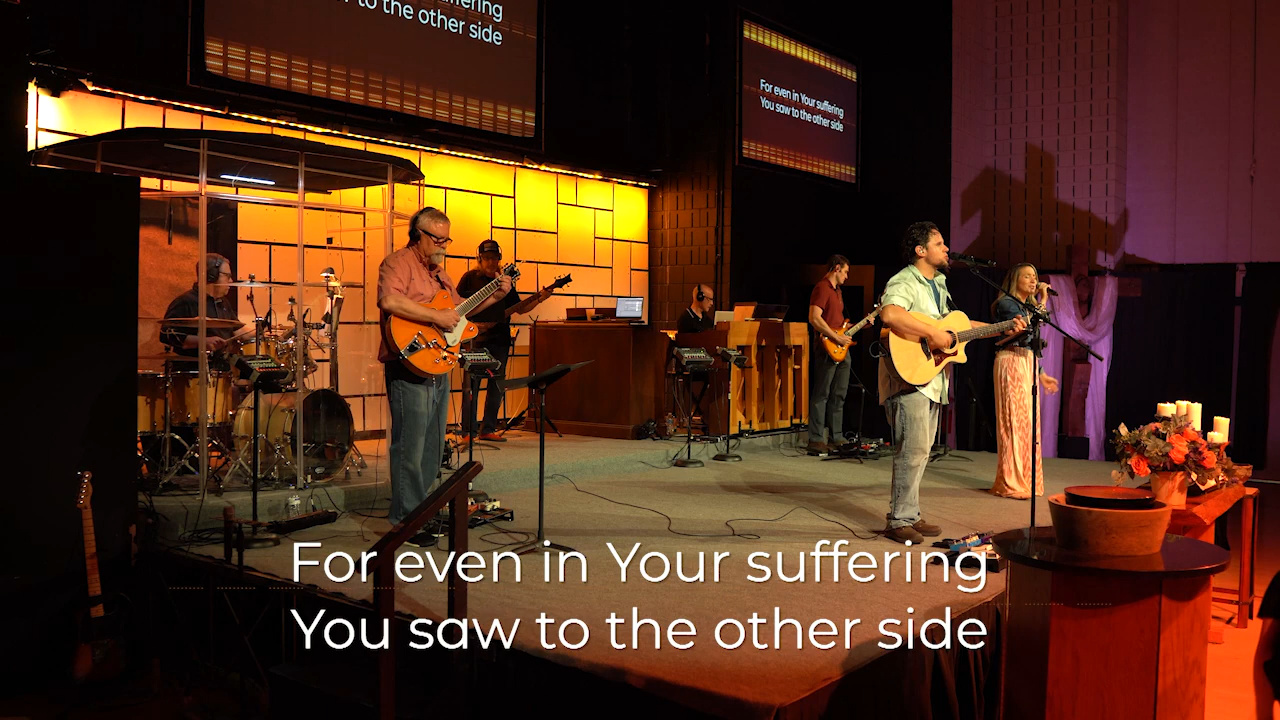 ffering
to the other side
For even in Your suffering
You saw to the other side
For even in Your suffering
You saw to the other side